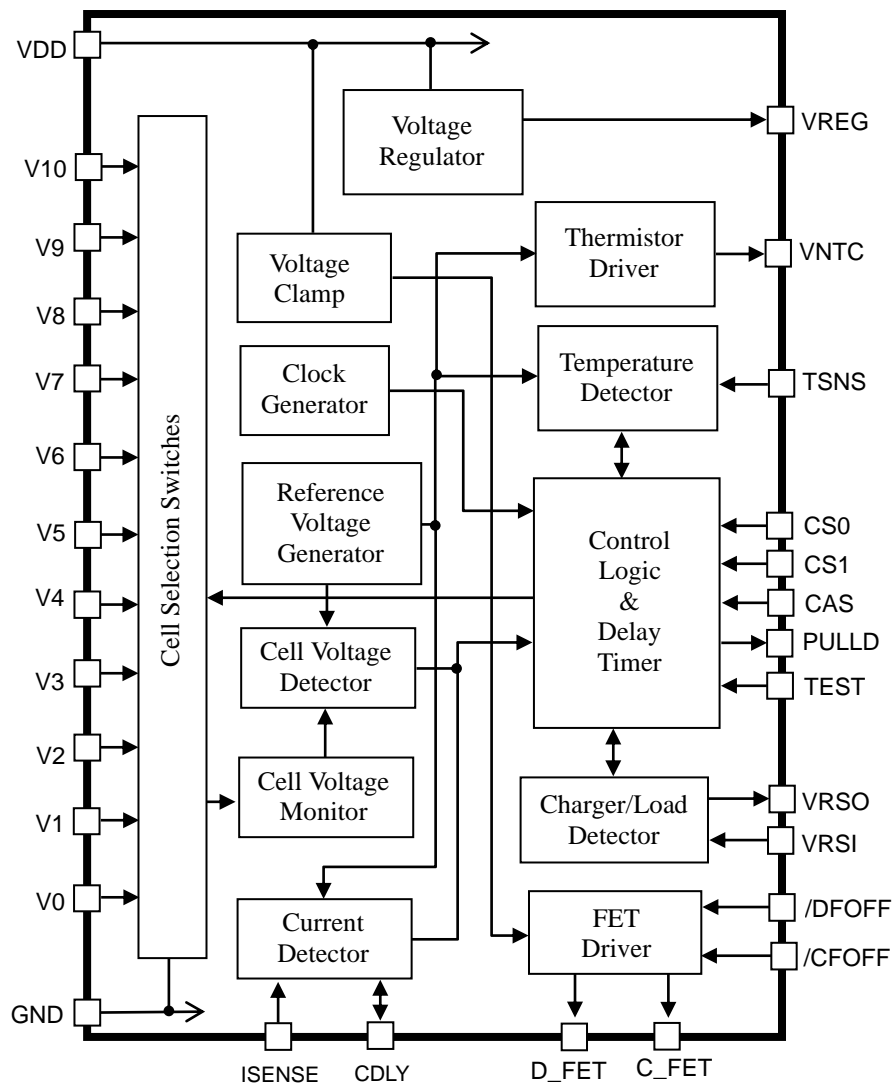 VDD
Voltage
Regulator
VREG
V10
V9
V8
V7
V6
V5
V4
V3
V2
V1
V0
GND
Cell Selection Switches
Voltage
Clamp
Thermistor
Driver
VNTC
Clock
Generator
Temperature
Detector
TSNS
Reference
Voltage
Generator
Control
Logic
&
Delay
Timer
CS0
CS1
CAS
PULLD
TEST
Cell Voltage
Detector
Cell Voltage
Monitor
Charger/Load
Detector
VRSO
VRSI
Current
Detector
FET
Driver
/DFOFF
/CFOFF
ISENSE
CDLY
D_FET
C_FET